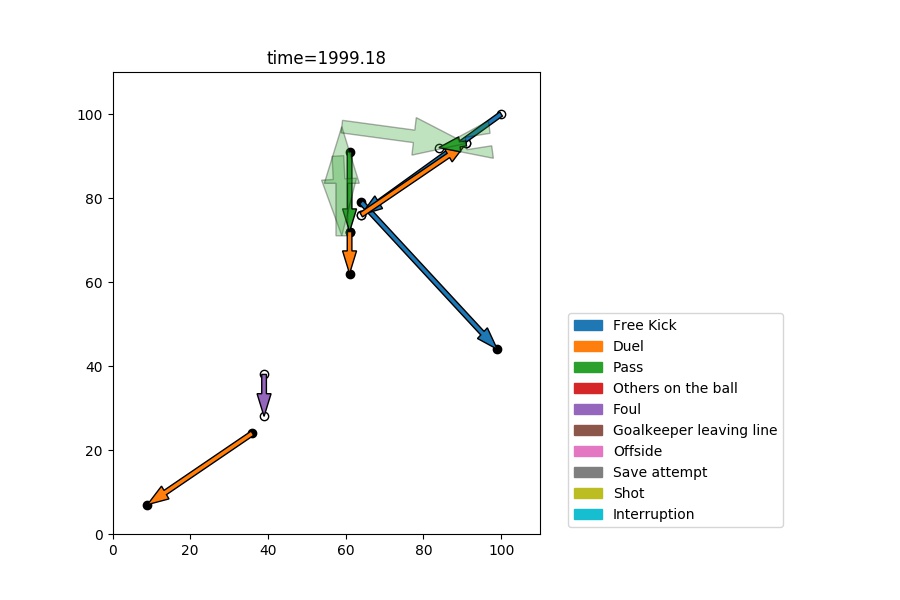 time=1999.18
100
80
60
40
20
0
0 20 40 60 80 100
Free Kick
Duel
Pass
Others on the ball
Foul
Goalkeeper leaving line
Offside
Save attempt
Shot
Interruption